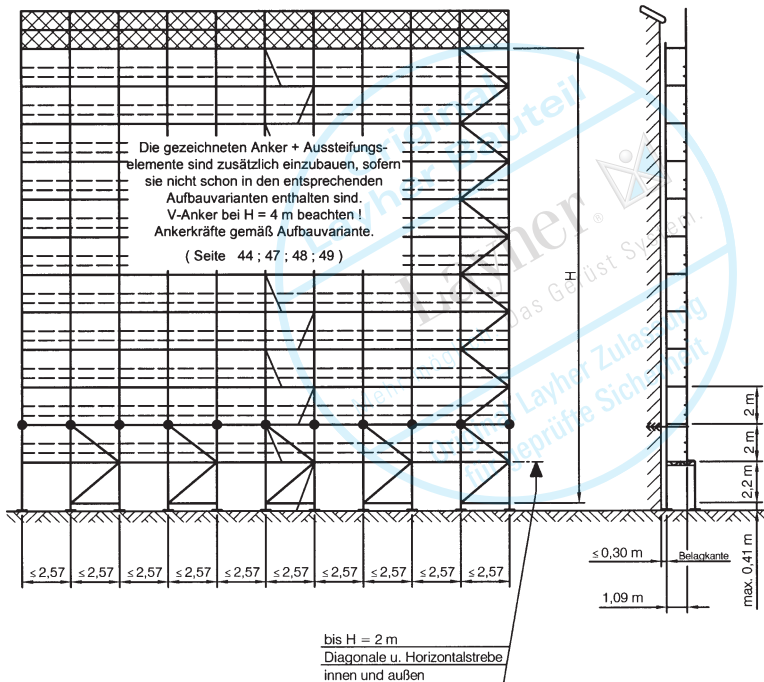 Die gezeichneten Anker + Aussteifungs-
elemente sind zusätzlich einzubauen, sofern
sie nicht schon in den entsprechenden
Aufbauvarianten enthalten sind.
V-Anker bei H = 4 m beachten !
Ankerkräfte gemäß Aufbauvariante.
( Seite 44 ; 47 ; 48 ; 49 )
Original
Layher Bauteil
Layher ®
Mehr möglich. Das Gerüst System.
Original Layher Zulassung
für geprüfte Sicherheit
H
2 m
2 m
2,2 m
max. 0,41 m
≤ 0,30 m
Belagkante
1,09 m
≤ 2,57 ≤ 2,57 ≤ 2,57 ≤ 2,57 ≤ 2,57 ≤ 2,57 ≤ 2,57 ≤ 2,57 ≤ 2,57 ≤ 2,57
bis H = 2 m
Diagonale u. Horizontalstrebe
innen und außen